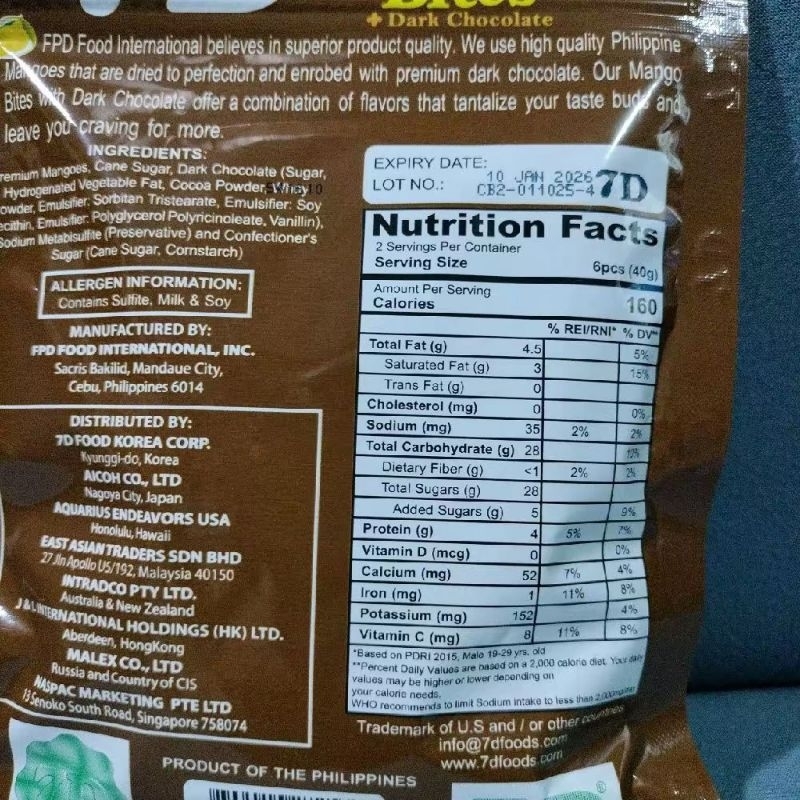 + Dark Chocolate
FPD Food International believes in superior product quality. We use high quality Philippine
Mangoes that are dried to perfection and enrobed with premium dark chocolate. Our Mango
Bites with Dark Chocolate offer a combination of flavors that tantalize your taste buds and
leave you craving for more.
INGREDIENTS:
remium Mangoes, Cane Sugar, Dark Chocolate (Sugar,
Hydrogenated Vegetable Fat, Cocoa Powder, Whey
owder, Emulsifier: Sorbitan Tristearate, Emulsifier: Soy
ecithin, Emulsifier: Polyglycerol Polyricinoleate, Vanillin),
Sodium Metabisulfite (Preservative) and Confectioner's
Sugar (Cane Sugar, Cornstarch)
ALLERGEN INFORMATION:
Contains Sulfite, Milk & Soy
MANUFACTURED BY:
FPD FOOD INTERNATIONAL, INC.
Sacris Bakilid, Mandaue City,
Cebu, Philippines 6014
DISTRIBUTED BY:
7D FOOD KOREA CORP.
Kyunggi-do, Korea
AICOH CO., LTD
Nagoya City, Japan
AQUARIUS ENDEAVORS USA
Honolulu, Hawaii
EAST ASIAN TRADERS SDN BHD
27 Jln Apollo U5/192, Malaysia 40150
INTRADCO PTY LTD.
Australia & New Zealand
J & L INTERNATIONAL HOLDINGS (HK) LTD.
Aberdeen, HongKong
MALEX CO., LTD
Russia and Country of CIS
NASPAC MARKETING PTE LTD
19 Senoko South Road, Singapore 758074
PRODUCT OF THE PHILIPPINES
EXPIRY DATE: 10 JAN 2026
LOT NO.: CB2-011025-4 7D
Nutrition Facts
2 Servings Per Container
Serving Size 6pcs (40g)
Amount Per Serving
Calories 160
% REI/RNI* % DV**
Total Fat (g) 4.5 5%
Saturated Fat (g) 3 15%
Trans Fat (g) 0
Cholesterol (mg) 0 0%
Sodium (mg) 35 2% 2%
Total Carbohydrate (g) 28 10%
Dietary Fiber (g) <1 2% 2%
Total Sugars (g) 28
Added Sugars (g) 5 9%
Protein (g) 4 5% 7%
Vitamin D (mcg) 0 0%
Calcium (mg) 52 7% 4%
Iron (mg) 1 11% 8%
Potassium (mg) 152 4%
Vitamin C (mg) 8 11% 8%
*Based on PDRI 2015, Male 19-29 yrs. old
**Percent Daily Values are based on a 2,000 calorie diet. Your daily
values may be higher or lower depending on
your calorie needs.
WHO recommends to limit Sodium intake to less than 2,000mg/day
Trademark of U.S and / or other countries
info@7dfoods.com
www.7dfoods.com